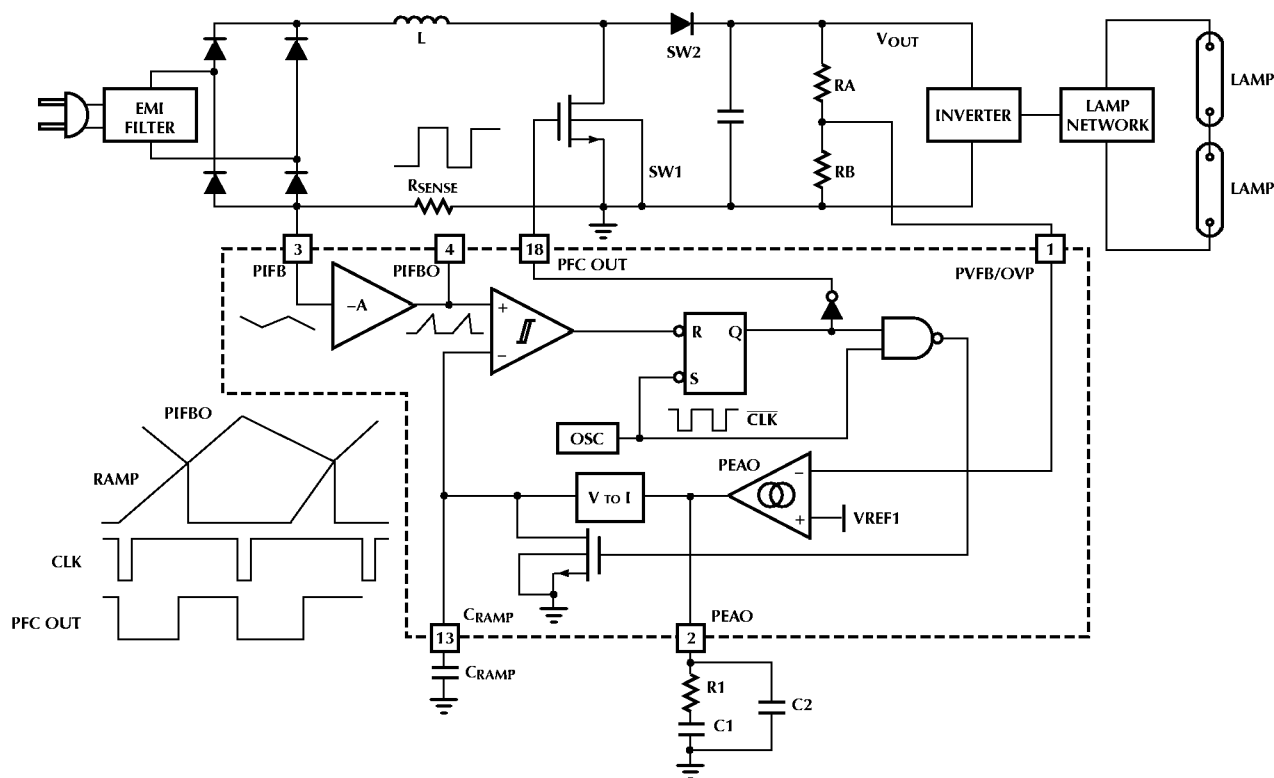 L
SW2
VOUT
EMI
FILTER
RA
INVERTER
LAMP
NETWORK
LAMP
RSENSE
SW1
RB
LAMP
3
4
18
1
PIFB
PIFBO
PFC OUT
PVFB/OVP
–A
+
–
R
Q
S
CLK
OSC
PIFBO
RAMP
PEAO
–
+
VREF1
V TO I
CLK
PFC OUT
CRAMP
PEAO
13
2
CRAMP
R1
C1
C2